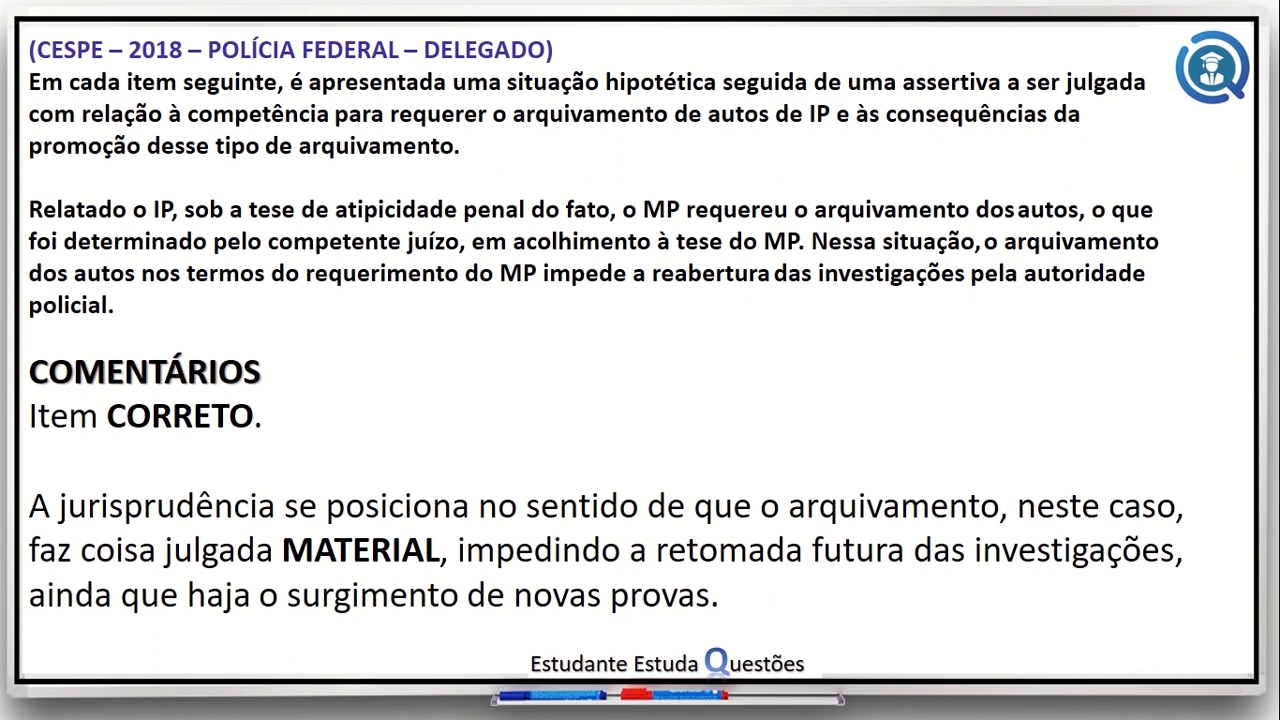 (CESPE – 2018 – POLÍCIA FEDERAL – DELEGADO)
Em cada item seguinte, é apresentada uma situação hipotética seguida de uma assertiva a ser julgada
com relação à competência para requerer o arquivamento de autos de IP e às consequências da
promoção desse tipo de arquivamento.
Relatado o IP, sob a tese de atipicidade penal do fato, o MP requereu o arquivamento dos autos, o que
foi determinado pelo competente juízo, em acolhimento à tese do MP. Nessa situação, o arquivamento
dos autos nos termos do requerimento do MP impede a reabertura das investigações pela autoridade
policial.
COMENTÁRIOS
Item CORRETO.
A jurisprudência se posiciona no sentido de que o arquivamento, neste caso,
faz coisa julgada MATERIAL, impedindo a retomada futura das investigações,
ainda que haja o surgimento de novas provas.
Estudante Estuda Questões